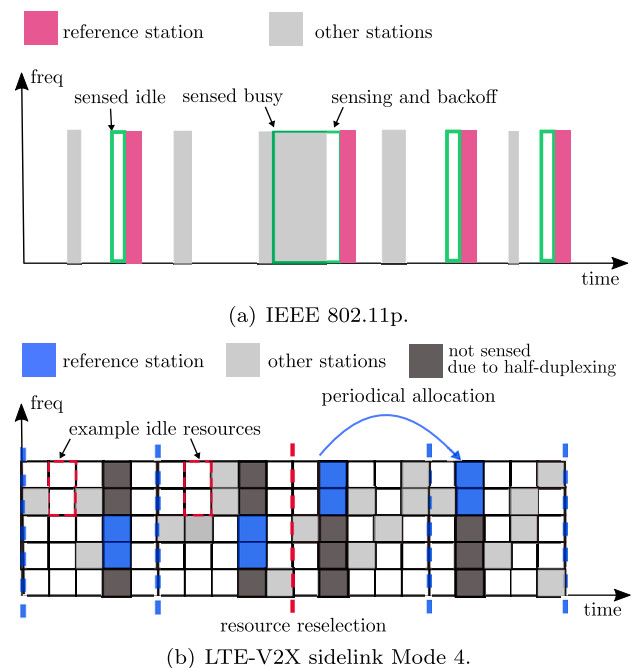 reference station
other stations
freq
sensed idle
sensed busy
sensing and backoff
time
(a) IEEE 802.11p.
reference station
other stations
not sensed
due to half-duplexing
periodical allocation
freq
example idle resources
time
resource reselection
(b) LTE-V2X sidelink Mode 4.